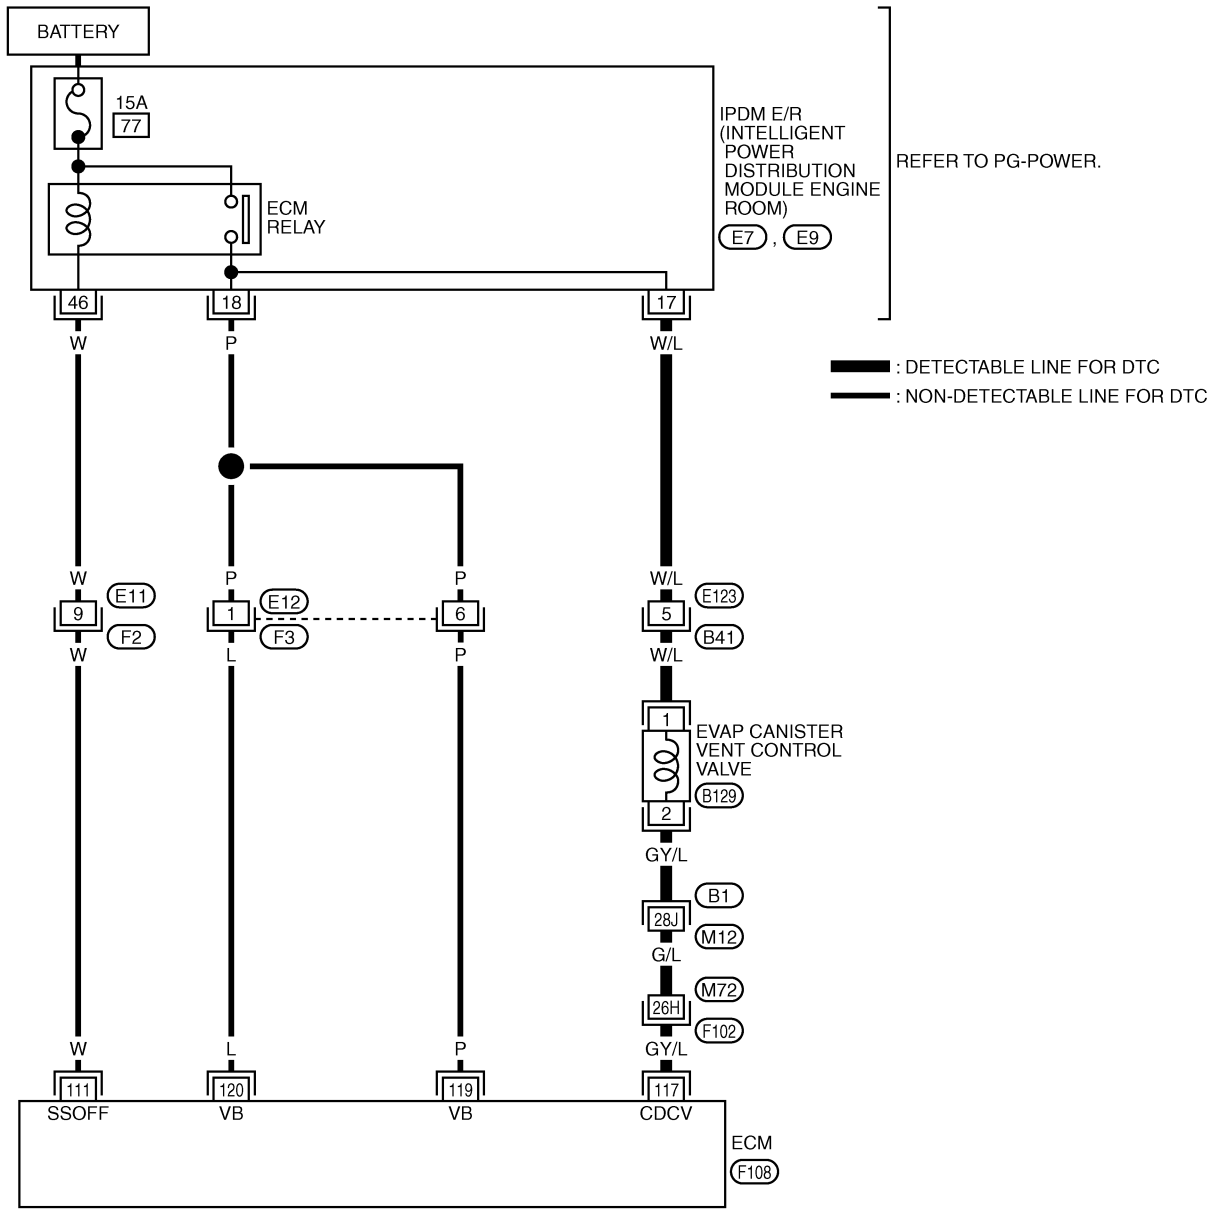 BATTERY
15A
77
IPDM E/R
(INTELLIGENT
POWER
DISTRIBUTION
MODULE ENGINE
ROOM)
E7 , E9
REFER TO PG-POWER.
ECM
RELAY
46 18 17
W P W/L
: DETECTABLE LINE FOR DTC
: NON-DETECTABLE LINE FOR DTC
W P P W/L
E11 E12 E123
9 1 6 5
F2 F3 B41
W L P W/L
1
EVAP CANISTER
VENT CONTROL
VALVE
B129
2
GY/L
B1
28J
M12
G/L
M72
26H
F102
W L P GY/L
111 120 119 117
SSOFF VB VB CDCV
ECM
F108